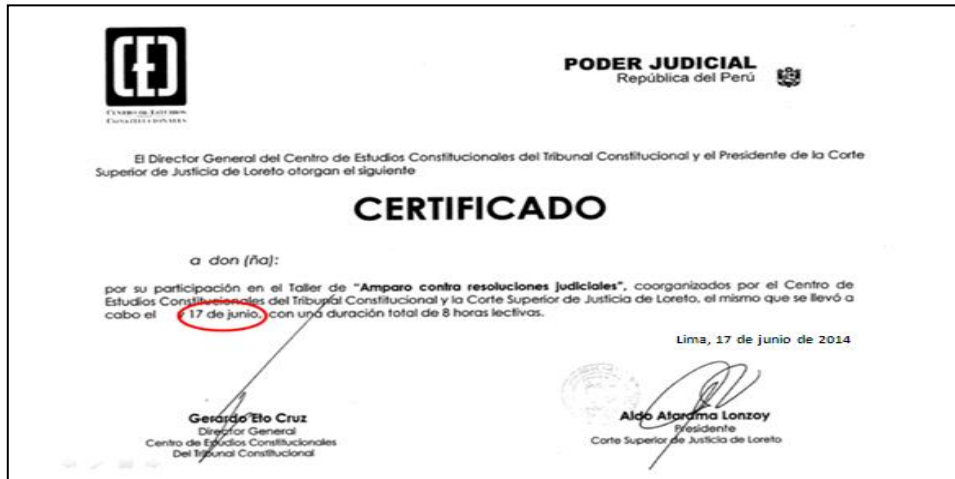 CENTRO DE ESTUDIOS
CONSTITUCIONALES
PODER JUDICIAL
República del Perú
El Director General del Centro de Estudios Constitucionales del Tribunal Constitucional y el Presidente de la Corte
Superior de Justicia de Loreto otorgan el siguiente
CERTIFICADO
a don (ña):
por su participación en el Taller de "Amparo contra resoluciones judiciales", coorganizados por el Centro de
Estudios Constitucionales del Tribunal Constitucional y la Corte Superior de Justicia de Loreto, el mismo que se llevó a
cabo el y 17 de junio, con una duración total de 8 horas lectivas.
Lima, 17 de junio de 2014
Gerardo Eto Cruz
Director General
Centro de Estudios Constitucionales
Del Tribunal Constitucional
Aldo Atarama Lonzoy
Presidente
Corte Superior de Justicia de Loreto